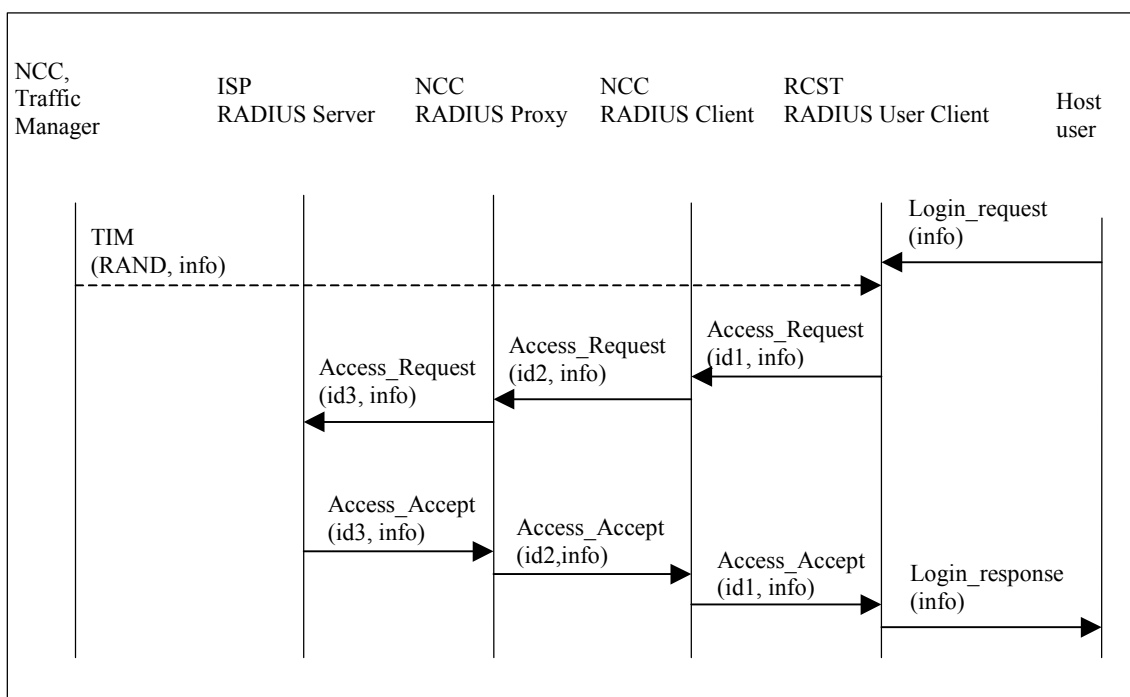 NCC,
Traffic
Manager
ISP
RADIUS Server
NCC
RADIUS Proxy
NCC
RADIUS Client
RCST
RADIUS User Client
Host
user
Login_request
(info)
TIM
(RAND, info)
Access_Request
(id1, info)
Access_Request
(id2, info)
Access_Request
(id3, info)
Access_Accept
(id3, info)
Access_Accept
(id2,info)
Access_Accept
(id1, info)
Login_response
(info)